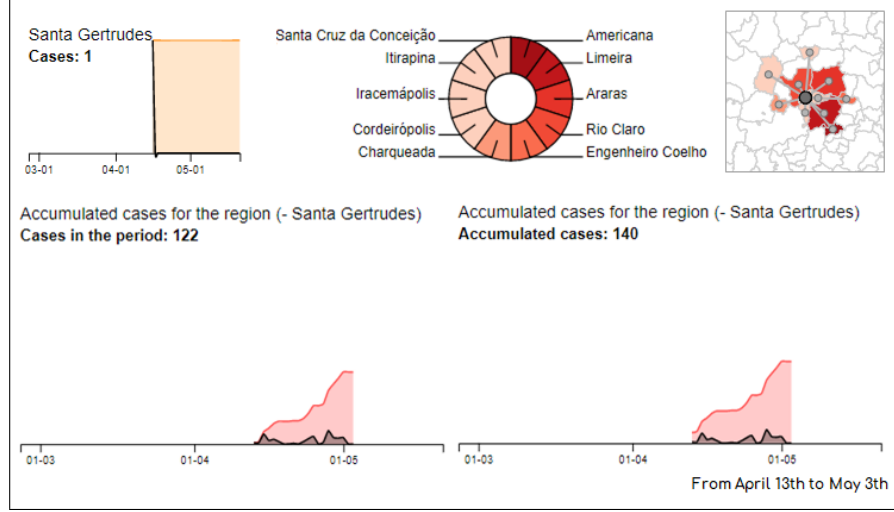 Santa Gertrudes
Cases: 1
03-01
04-01
05-01
Santa Cruz da Conceição
Itirapina
Iracemápolis
Cordeirópolis
Charqueada
Americana
Limeira
Araras
Rio Claro
Engenheiro Coelho
Accumulated cases for the region (- Santa Gertrudes)
Cases in the period: 122
01-03
01-04
01-05
Accumulated cases for the region (- Santa Gertrudes)
Accumulated cases: 140
01-03
01-04
01-05
From April 13th to May 3th